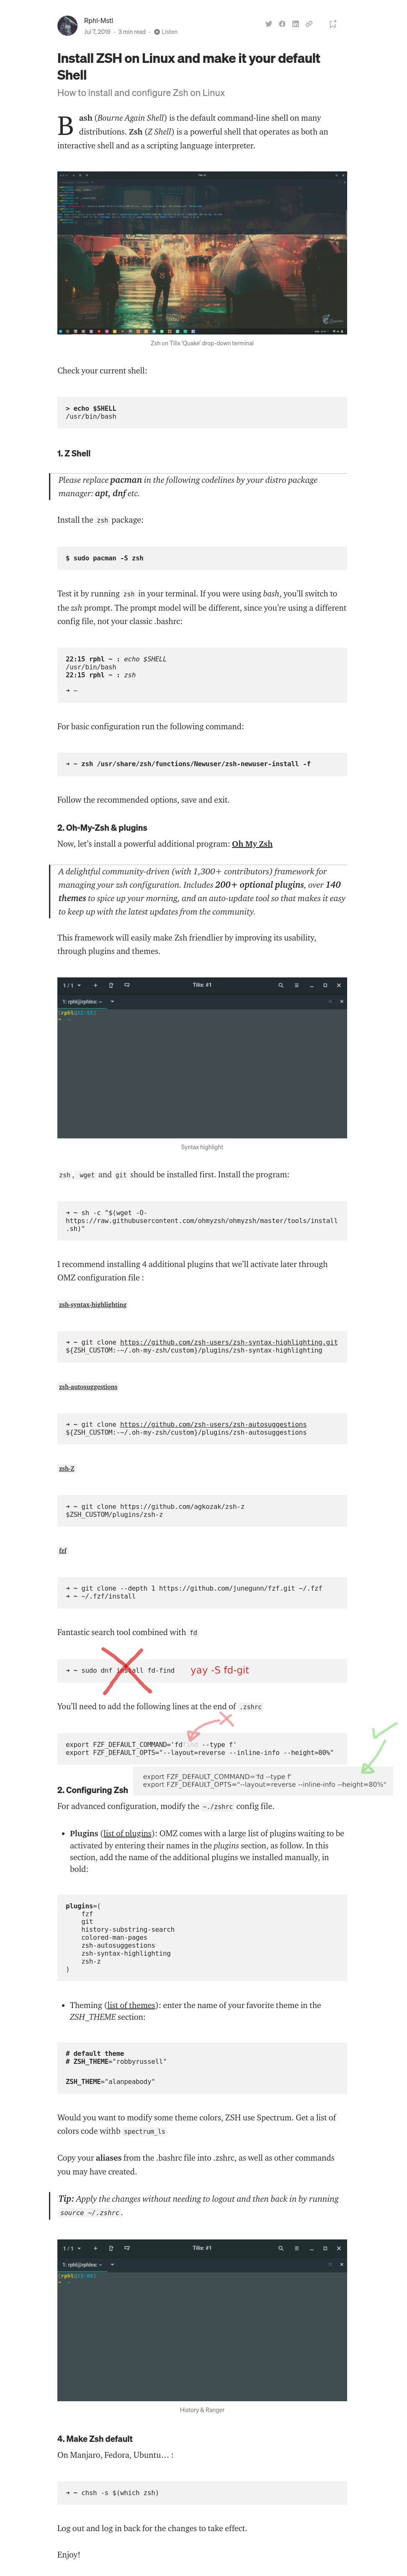 Rphl-Mstl
Jul 7, 2019 · 3 min read · Listen
Install ZSH on Linux and make it your default
Shell
How to install and configure Zsh on Linux
Bash (Bourne Again Shell) is the default command-line shell on many
distributions. Zsh (Z Shell) is a powerful shell that operates as both an
interactive shell and as a scripting language interpreter.
Zsh on Tilix 'Quake' drop-down terminal
Check your current shell:
> echo $SHELL
/usr/bin/bash
1. Z Shell
Please replace pacman in the following codelines by your distro package
manager: apt, dnf etc.
Install the zsh package:
$ sudo pacman -S zsh
Test it by running zsh in your terminal. If you were using bash, you'll switch to
the zsh prompt. The prompt model will be different, since you're using a different
config file, not your classic .bashrc:
22:15 rphl ~ : echo $SHELL
/usr/bin/bash
22:15 rphl ~ : zsh
➜ ~
For basic configuration run the following command:
➜ ~ zsh /usr/share/zsh/functions/Newuser/zsh-newuser-install -f
Follow the recommended options, save and exit.
2. Oh-My-Zsh & plugins
Now, let's install a powerful additional program: Oh My Zsh
A delightful community-driven (with 1,300+ contributors) framework for
managing your zsh configuration. Includes 200+ optional plugins, over 140
themes to spice up your morning, and an auto-update tool so that makes it easy
to keep up with the latest updates from the community.
This framework will easily make Zsh friendlier by improving its usability,
through plugins and themes.
1 / 1 Tilix: #1
1: rphl@rphlnx: ~
Syntax highlight
zsh, wget and git should be installed first. Install the program:
➜ ~ sh -c "$(wget -O-
https://raw.githubusercontent.com/ohmyzsh/ohmyzsh/master/tools/install
.sh)"
I recommend installing 4 additional plugins that we'll activate later through
OMZ configuration file :
zsh-syntax-highlighting
➜ ~ git clone https://github.com/zsh-users/zsh-syntax-highlighting.git
${ZSH_CUSTOM:-~/.oh-my-zsh/custom}/plugins/zsh-syntax-highlighting
zsh-autosuggestions
➜ ~ git clone https://github.com/zsh-users/zsh-autosuggestions
${ZSH_CUSTOM:-~/.oh-my-zsh/custom}/plugins/zsh-autosuggestions
zsh-Z
➜ ~ git clone https://github.com/agkozak/zsh-z
$ZSH_CUSTOM/plugins/zsh-z
fzf
➜ ~ git clone --depth 1 https://github.com/junegunn/fzf.git ~/.fzf
➜ ~ ~/.fzf/install
Fantastic search tool combined with fd
➜ ~ sudo dnf install fd-find yay -S fd-git
You'll need to add the following lines at the end of .zshrc
export FZF_DEFAULT_COMMAND='fd --type f'
export FZF_DEFAULT_OPTS="--layout=reverse --inline-info --height=80%"
export FZF_DEFAULT_COMMAND='fd --type f'
export FZF_DEFAULT_OPTS="--layout=reverse --inline-info --height=80%"
2. Configuring Zsh
For advanced configuration, modify the ~./zshrc config file.
• Plugins (list of plugins): OMZ comes with a large list of plugins waiting to be
activated by entering their names in the plugins section, as follow. In this
section, add the name of the additional plugins we installed manually, in
bold:
plugins=(
fzf
git
history-substring-search
colored-man-pages
zsh-autosuggestions
zsh-syntax-highlighting
zsh-z
)
• Theming (list of themes): enter the name of your favorite theme in the
ZSH_THEME section:
# default theme
# ZSH_THEME="robbyrussell"
ZSH_THEME="alanpeabody"
Would you want to modify some theme colors, ZSH use Spectrum. Get a list of
colors code withb spectrum_ls
Copy your aliases from the .bashrc file into .zshrc, as well as other commands
you may have created.
Tip: Apply the changes without needing to logout and then back in by running
source ~/.zshrc.
1 / 1 Tilix: #1
1: rphl@rphlnx: ~
History & Ranger
4. Make Zsh default
On Manjaro, Fedora, Ubuntu… :
➜ ~ chsh -s $(which zsh)
Log out and log in back for the changes to take effect.
Enjoy!